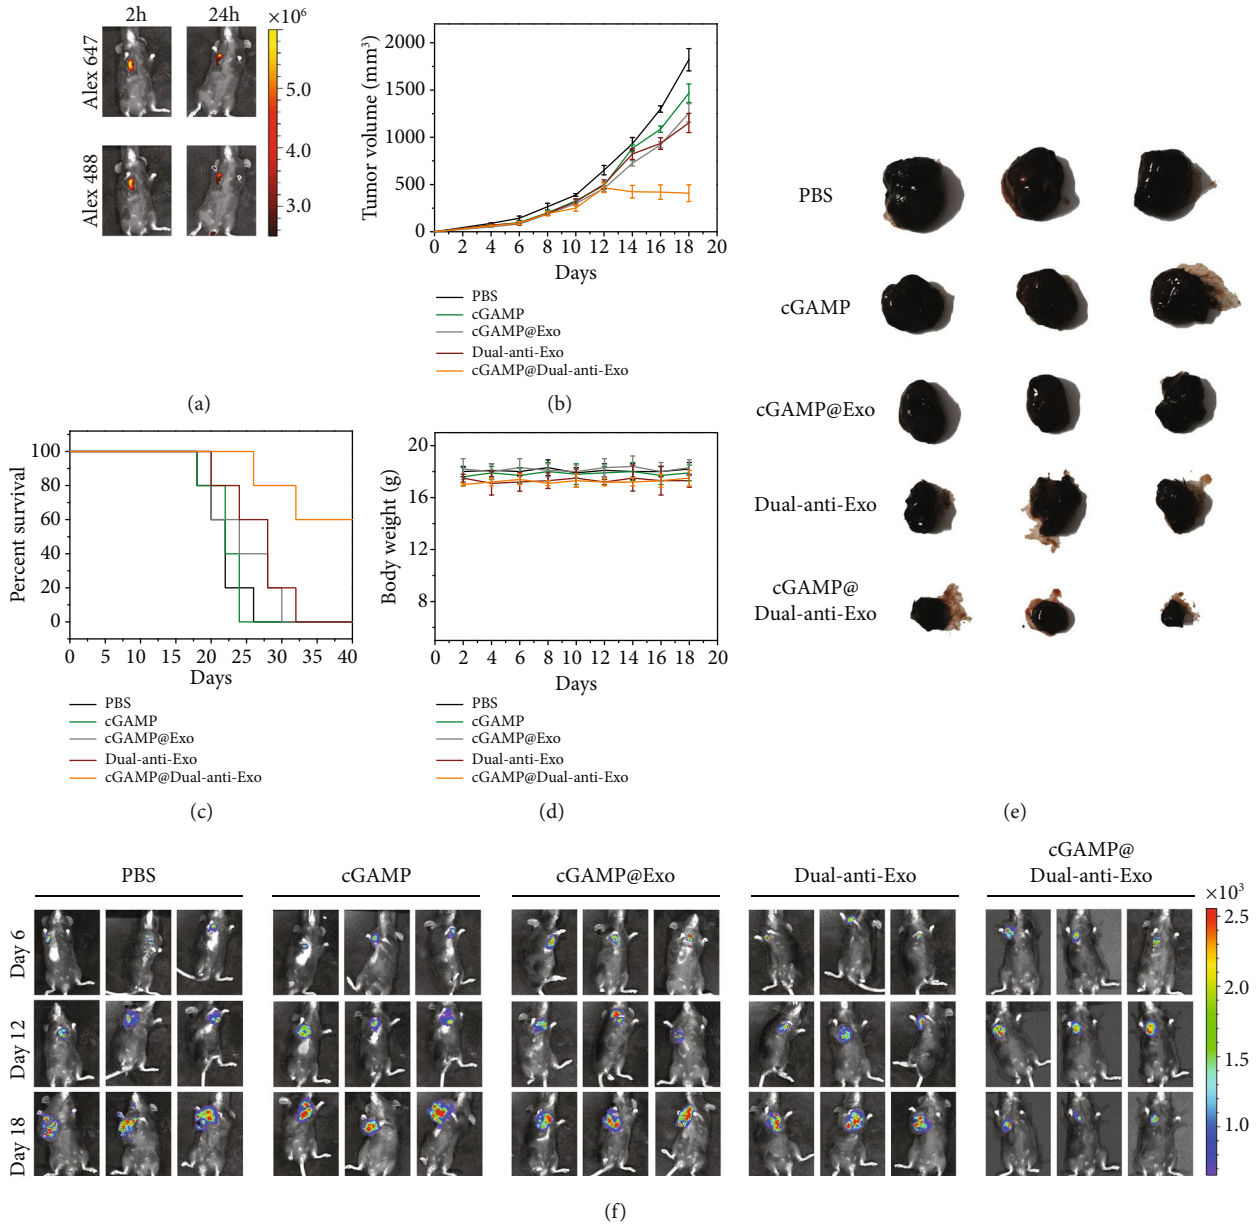 2h 24h ×10⁶
Alex 647
Alex 488
5.0
4.0
3.0
(a)
Tumor volume (mm³)
2000
1500
1000
500
0
0 2 4 6 8 10 12 14 16 18 20
Days
PBS
cGAMP
cGAMP@Exo
Dual-anti-Exo
cGAMP@Dual-anti-Exo
(b)
Percent survival
100
80
60
40
20
0
0 5 10 15 20 25 30 35 40
Days
PBS
cGAMP
cGAMP@Exo
Dual-anti-Exo
cGAMP@Dual-anti-Exo
(c)
Body weight (g)
20
16
12
8
0 2 4 6 8 10 12 14 16 18 20
Days
PBS
cGAMP
cGAMP@Exo
Dual-anti-Exo
cGAMP@Dual-anti-Exo
(d)
PBS
cGAMP
cGAMP@Exo
Dual-anti-Exo
cGAMP@
Dual-anti-Exo
(e)
PBS cGAMP cGAMP@Exo Dual-anti-Exo cGAMP@
Dual-anti-Exo
×10³
Day 6
Day 12
Day 18
2.5
2.0
1.5
1.0
(f)